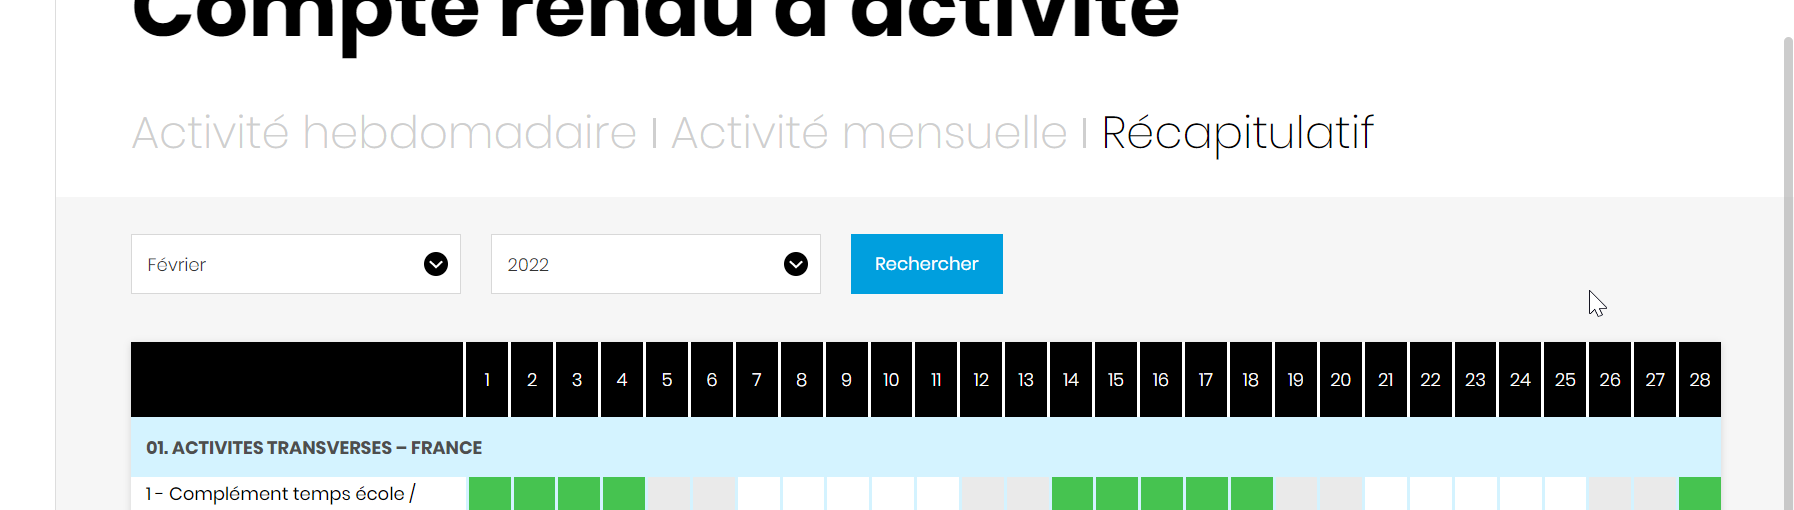 Compte rendu d'activité
Activité hebdomadaire | Activité mensuelle | Récapitulatif
Février 2022 Rechercher
1 2 3 4 5 6 7 8 9 10 11 12 13 14 15 16 17 18 19 20 21 22 23 24 25 26 27 28
01. ACTIVITES TRANSVERSES – FRANCE
1 - Complément temps école /